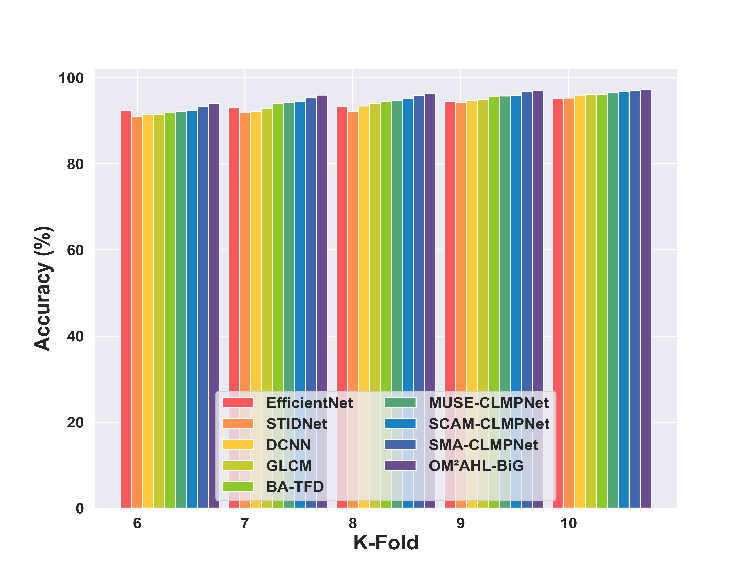 100
80
60
40
20
0
Accuracy (%)
EfficientNet
STIDNet
DCNN
GLCM
BA-TFD
MUSE-CLMPNet
SCAM-CLMPNet
SMA-CLMPNet
OM²AHL-BiG
6 7 8 9 10
K-Fold